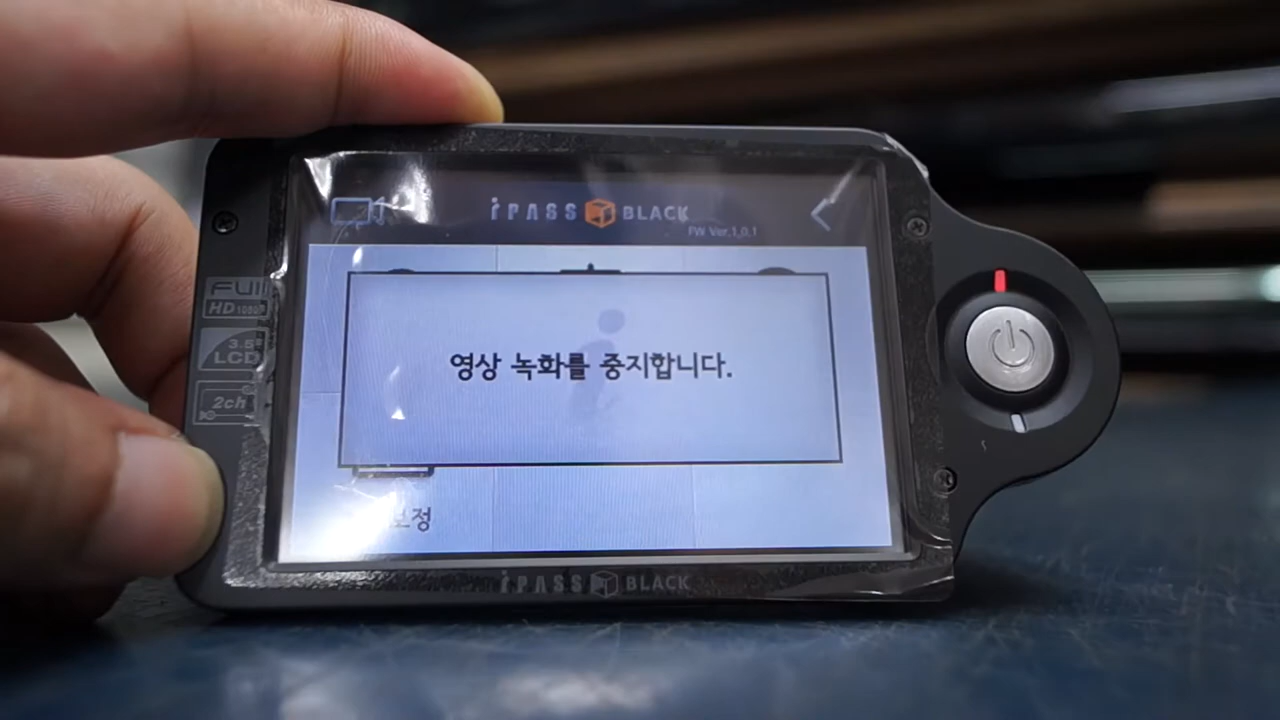 iPASS BLACK
FW Ver.1.0.1
FULL
HD 1080P
3.5"
LCD
2ch
영상 녹화를 중지합니다.
보정
iPASS BLACK